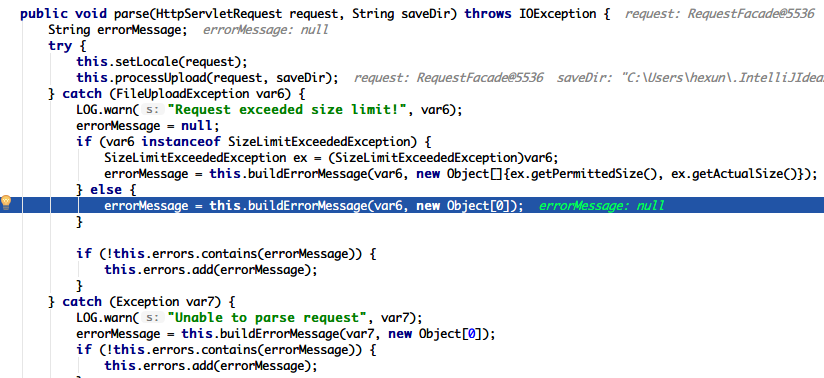 public void parse(HttpServletRequest request, String saveDir) throws IOException {  request: RequestFacade@5536
    String errorMessage;  errorMessage: null
    try {
        this.setLocale(request);
        this.processUpload(request, saveDir);  request: RequestFacade@5536  saveDir: "C:\Users\hexun\.IntelliJIdea
    } catch (FileUploadException var6) {
        LOG.warn( s: "Request exceeded size limit!", var6);
        errorMessage = null;
        if (var6 instanceof SizeLimitExceededException) {
            SizeLimitExceededException ex = (SizeLimitExceededException)var6;
            errorMessage = this.buildErrorMessage(var6, new Object[]{ex.getPermittedSize(), ex.getActualSize()});
        } else {
            errorMessage = this.buildErrorMessage(var6, new Object[0]);  errorMessage: null
        }
        if (!this.errors.contains(errorMessage)) {
            this.errors.add(errorMessage);
        }
    } catch (Exception var7) {
        LOG.warn( s: "Unable to parse request", var7);
        errorMessage = this.buildErrorMessage(var7, new Object[0]);
        if (!this.errors.contains(errorMessage)) {
            this.errors.add(errorMessage);
        }